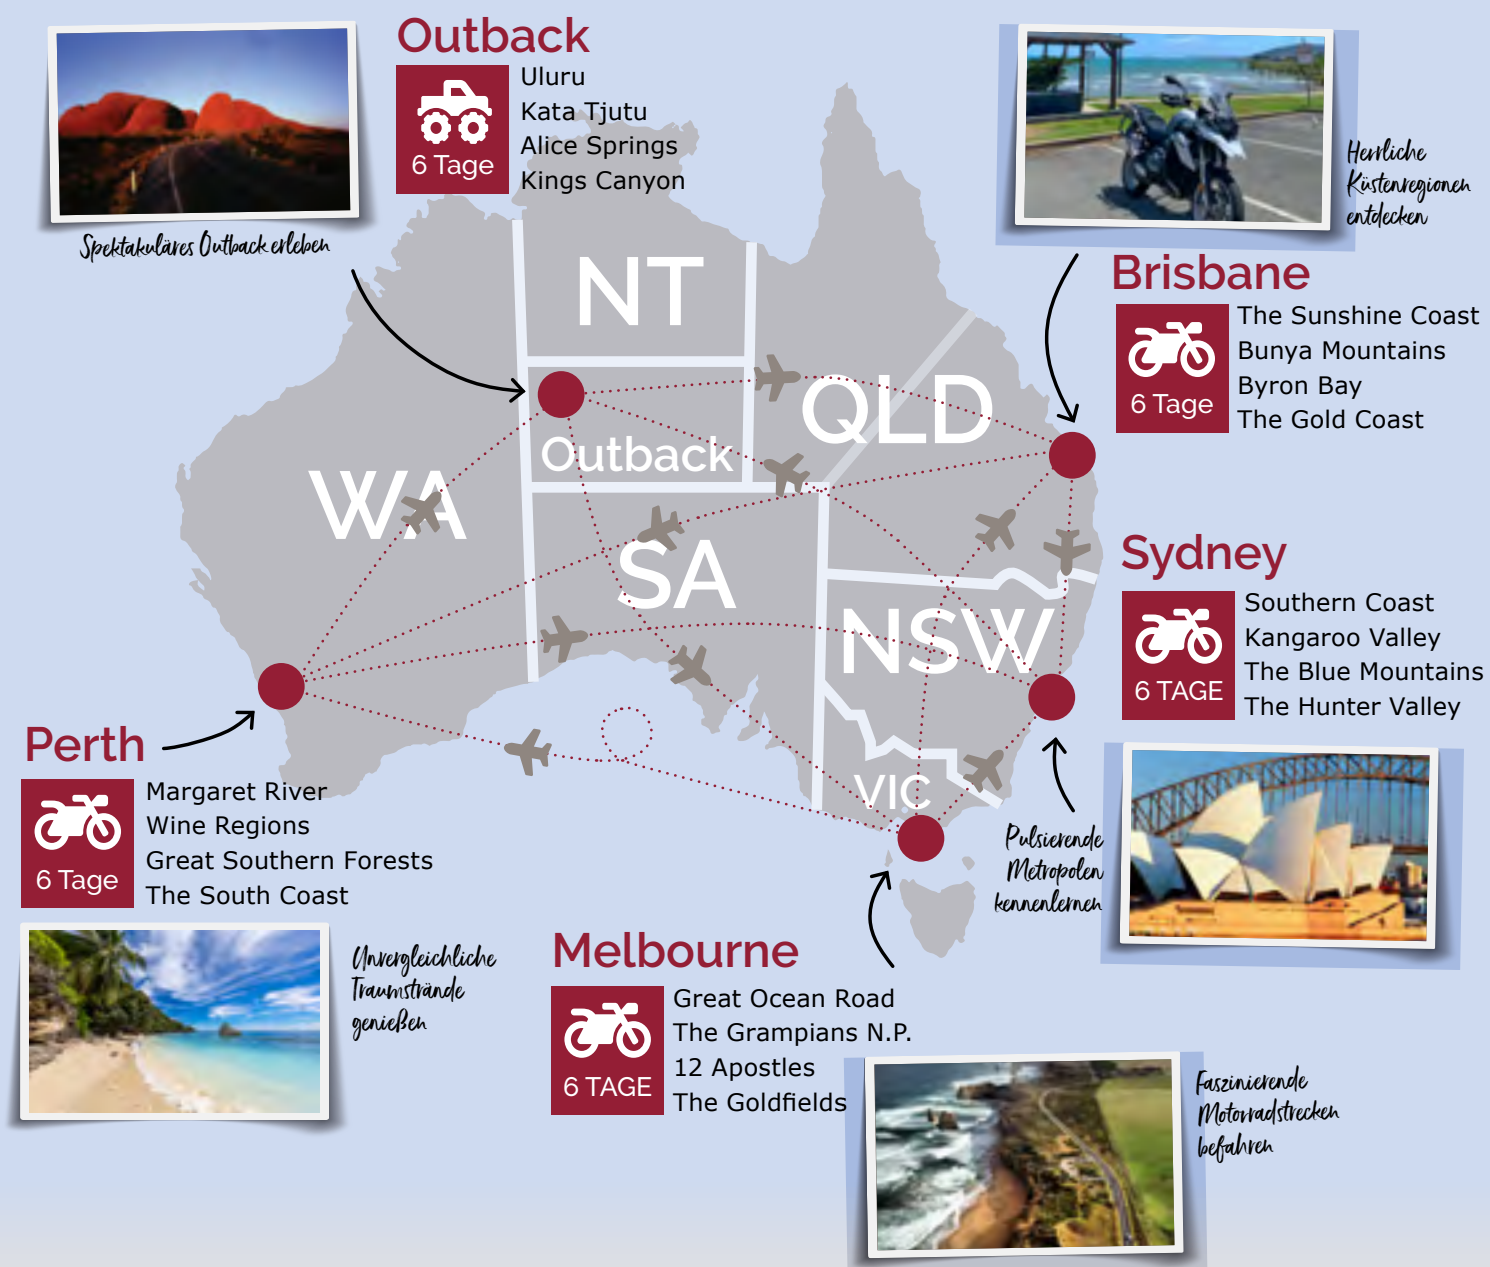 Outback
6 Tage
Uluru
Kata Tjutu
Alice Springs
Kings Canyon
Spektakuläres Outback erleben
Herrliche
Küstenregionen
entdecken
Brisbane
6 Tage
The Sunshine Coast
Bunya Mountains
Byron Bay
The Gold Coast
NT
QLD
Outback
WA
SA
NSW
VIC
Sydney
6 TAGE
Southern Coast
Kangaroo Valley
The Blue Mountains
The Hunter Valley
Perth
6 Tage
Margaret River
Wine Regions
Great Southern Forests
The South Coast
Pulsierende
Metropolen
kennenlernen
Unvergleichliche
Traumstrände
genießen
Melbourne
6 TAGE
Great Ocean Road
The Grampians N.P.
12 Apostles
The Goldfields
Faszinierende
Motorradstrecken
befahren